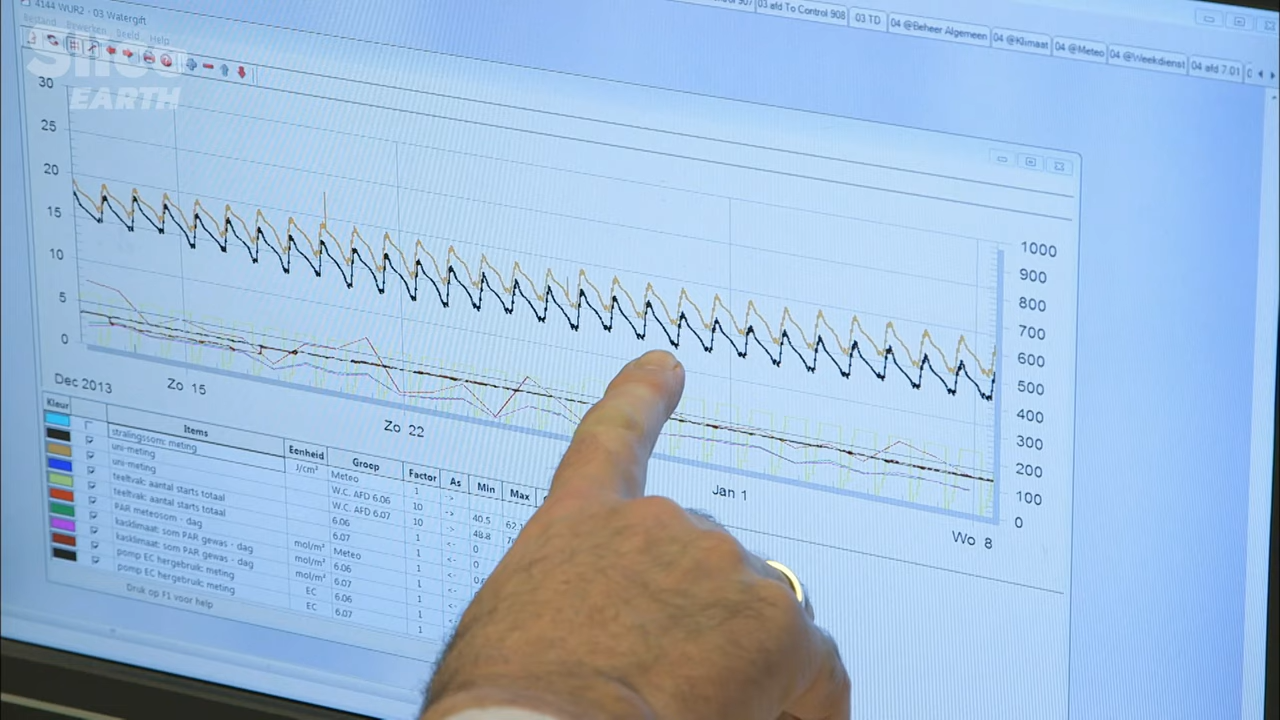 4144 WUR2 - 03 Watergift
03 afd To Control 908
03 TD
04 @Beheer Algemeen
04 @Klimaat
04 @Meteo
04 @Weekdienst
04 afd 7.01
Bestand Bewerken Beeld Help
EARTH
30
25
20
15
10
5
0
1000
900
800
700
600
500
400
300
200
100
0
Dec 2013
Zo 15
Zo 22
Jan 1
Wo 8
Kleur Items Eenheid Groep Factor As Min Max
stralingssom: meting J/cm² Meteo 1 ->
uni-meting W.C. AFD 6.06 10 -> 40.5
uni-meting W.C. AFD 6.07 10 -> 48.8
teeltvak: aantal starts totaal 6.06 1 <- 0
teeltvak: aantal starts totaal 6.07 1 <- 0
PAR meteosom - dag mol/m² Meteo 1 <-
kasklimaat: som PAR gewas - dag mol/m² 6.06 1
kasklimaat: som PAR gewas - dag mol/m² 6.07 1
pomp EC hergebruik: meting EC 6.06 1
pomp EC hergebruik: meting EC 6.07 1
Druk op F1 voor help